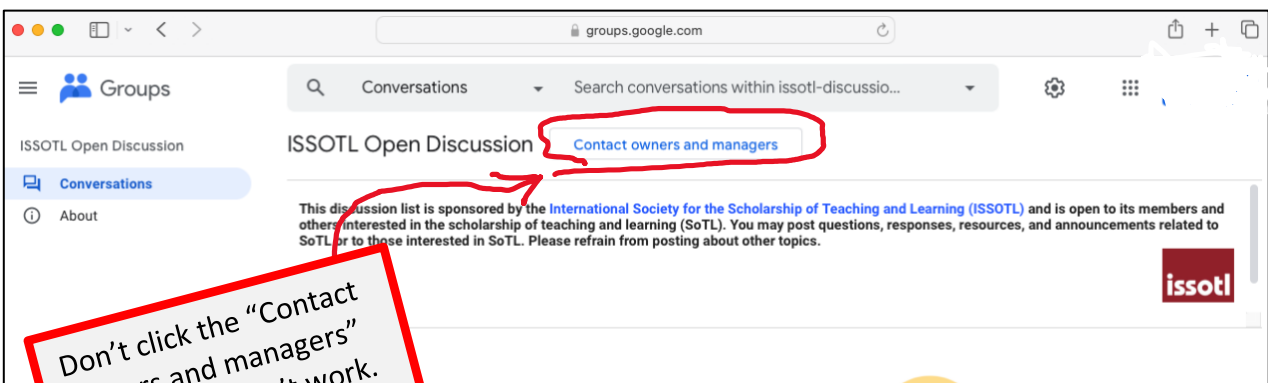 groups.google.com
Groups
Conversations
Search conversations within issotl-discussio...
ISSOTL Open Discussion
ISSOTL Open Discussion
Contact owners and managers
Conversations
About
This discussion list is sponsored by the International Society for the Scholarship of Teaching and Learning (ISSOTL) and is open to its members and
others interested in the scholarship of teaching and learning (SoTL). You may post questions, responses, resources, and announcements related to
SoTL or to those interested in SoTL. Please refrain from posting about other topics.
issotl
Don't click the "Contact
and managers"
work.